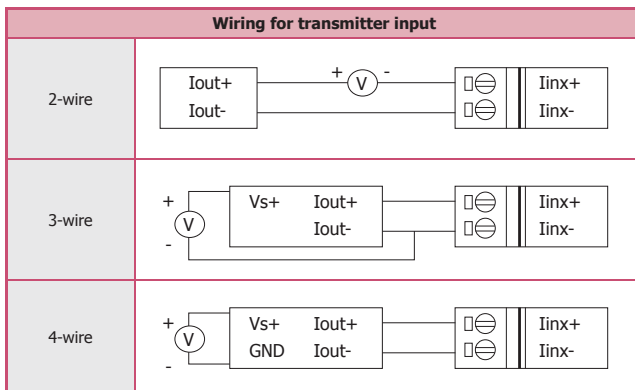 Wiring for transmitter input
2-wire
Iout+ + V - Iinx+
Iout- Iinx-
3-wire
+ Vs+ Iout+ Iinx+
V Iout- Iinx-
-
4-wire
+ Vs+ Iout+ Iinx+
V GND Iout- Iinx-
-